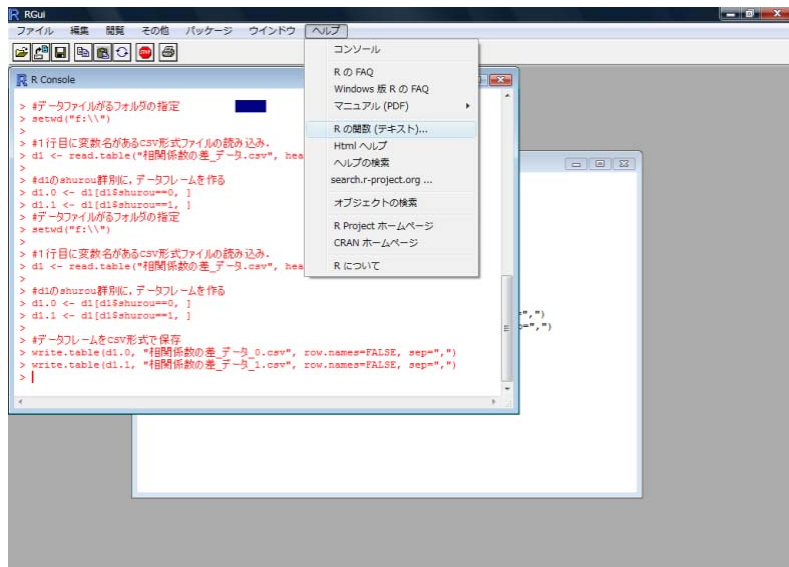 RGui
ファイル 編集 閲覧 その他 パッケージ ウインドウ ヘルプ
R Console
> #データファイルがるフォルダの指定
> setwd("f:\\")
>
> #1行目に変数名があるCSV形式ファイルの読み込み.
> d1 <- read.table("相関係数の差_データ.csv", hea
>
> #d1のshurou群別に,データフレームを作る
> d1.0 <- d1[d1$shurou==0, ]
> d1.1 <- d1[d1$shurou==1, ]
> #データファイルがるフォルダの指定
> setwd("f:\\")
>
> #1行目に変数名があるCSV形式ファイルの読み込み.
> d1 <- read.table("相関係数の差_データ.csv", hea
>
> #d1のshurou群別に,データフレームを作る
> d1.0 <- d1[d1$shurou==0, ]
> d1.1 <- d1[d1$shurou==1, ]
>
> #データフレームをCSV形式で保存
> write.table(d1.0, "相関係数の差_データ_0.csv", row.names=FALSE, sep=",")
> write.table(d1.1, "相関係数の差_データ_1.csv", row.names=FALSE, sep=",")
>
コンソール
R の FAQ
Windows 版 R の FAQ
マニュアル (PDF)
R の関数 (テキスト)...
Html ヘルプ
ヘルプの検索
search.r-project.org ...
オブジェクトの検索
R Project ホームページ
CRAN ホームページ
R について
=",")
p=",")